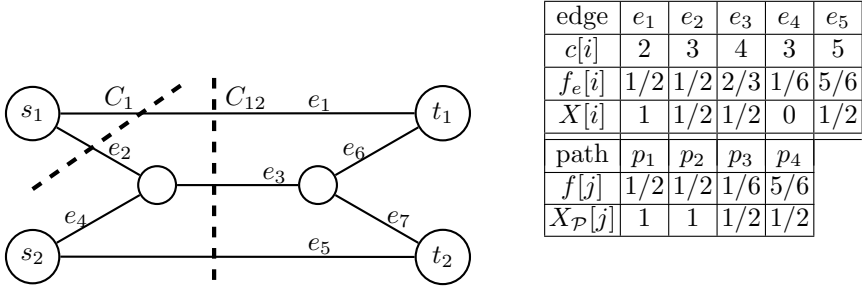 s₁ C₁ C₁₂ e₁ t₁
e₂ e₆
e₃
e₄ e₇
s₂ e₅ t₂
edge e₁ e₂ e₃ e₄ e₅
c[i] 2 3 4 3 5
fₑ[i] 1/2 1/2 2/3 1/6 5/6
X[i] 1 1/2 1/2 0 1/2
path p₁ p₂ p₃ p₄
f[j] 1/2 1/2 1/6 5/6
X_𝒫[j] 1 1 1/2 1/2